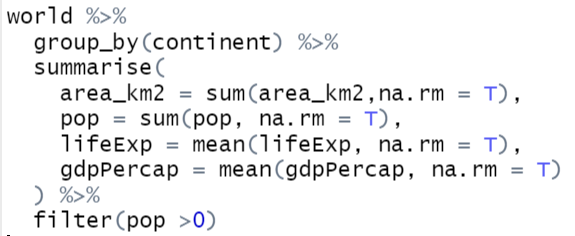 world %>%
  group_by(continent) %>%
  summarise(
    area_km2 = sum(area_km2,na.rm = T),
    pop = sum(pop, na.rm = T),
    lifeExp = mean(lifeExp, na.rm = T),
    gdpPercap = mean(gdpPercap, na.rm = T)
  ) %>%
  filter(pop >0)